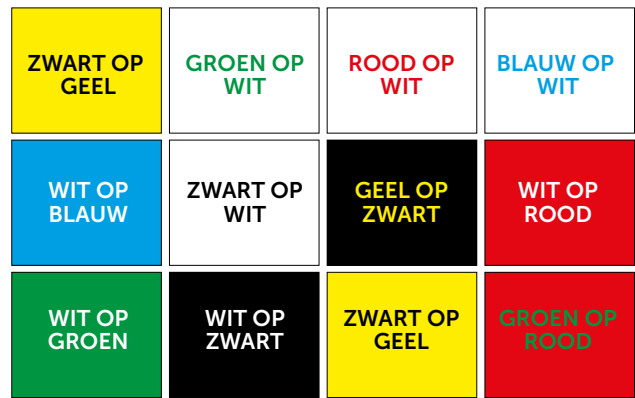 ZWART OP
GEEL
GROEN OP
WIT
ROOD OP
WIT
BLAUW OP
WIT
WIT OP
BLAUW
ZWART OP
WIT
GEEL OP
ZWART
WIT OP
ROOD
WIT OP
GROEN
WIT OP
ZWART
ZWART OP
GEEL
GROEN OP
ROOD